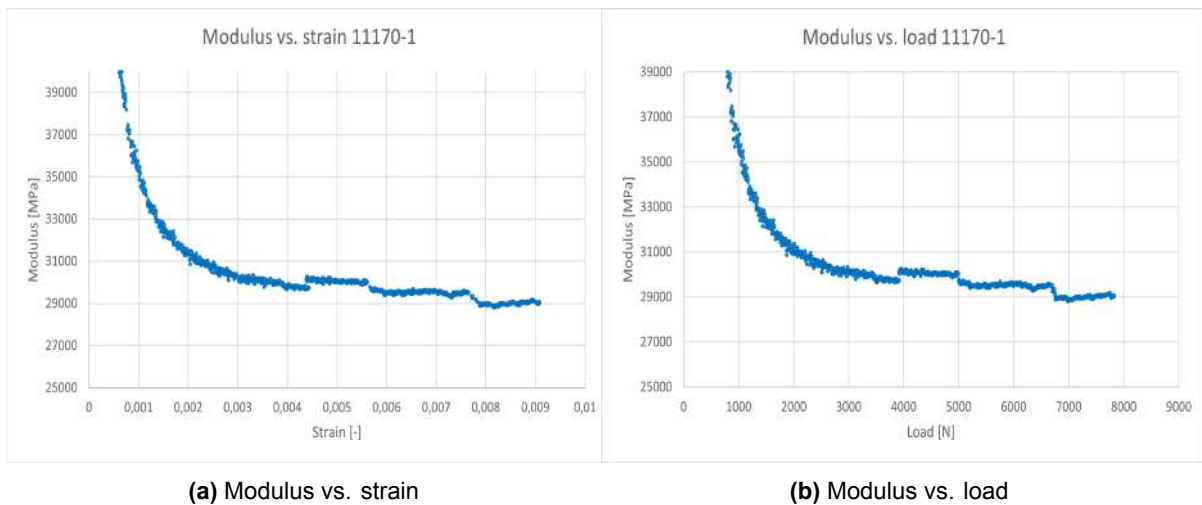 Modulus vs. strain 11170-1
Modulus [MPa]
39000
37000
35000
33000
31000
29000
27000
25000
0 0,001 0,002 0,003 0,004 0,005 0,006 0,007 0,008 0,009 0,01
Strain [-]
(a) Modulus vs. strain
Modulus vs. load 11170-1
Modulus [MPa]
39000
37000
35000
33000
31000
29000
27000
25000
0 1000 2000 3000 4000 5000 6000 7000 8000 9000
Load [N]
(b) Modulus vs. load